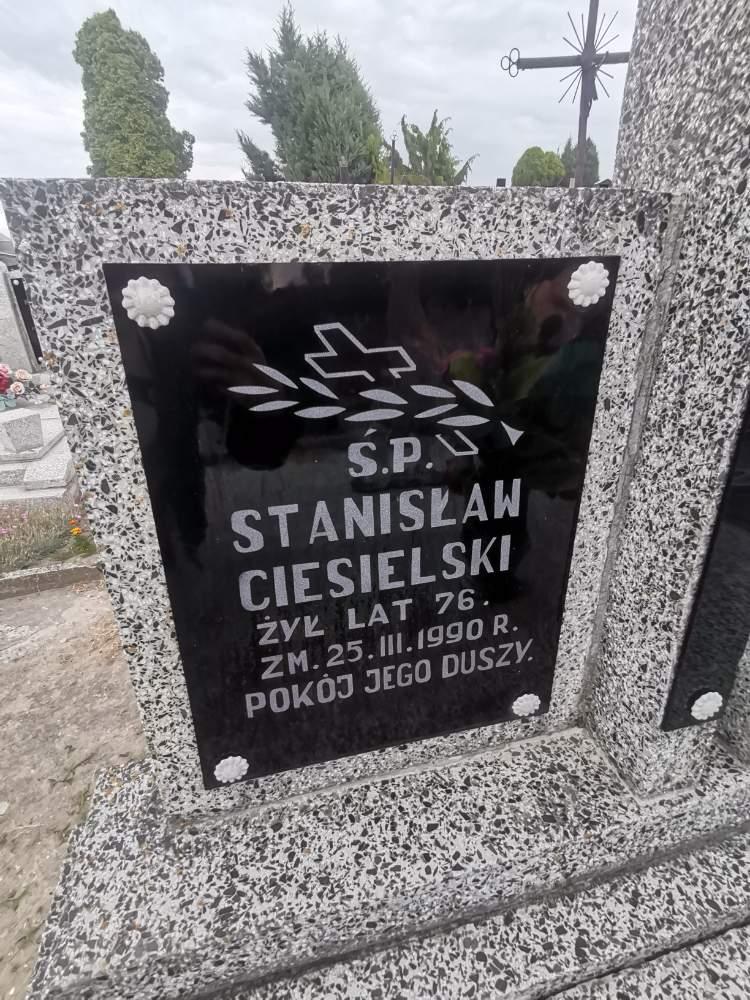 Ś.P.
STANISŁAW
CIESIELSKI
ŻYŁ LAT 76.
ZM. 25. III. 1990 R.
POKÓJ JEGO DUSZY.